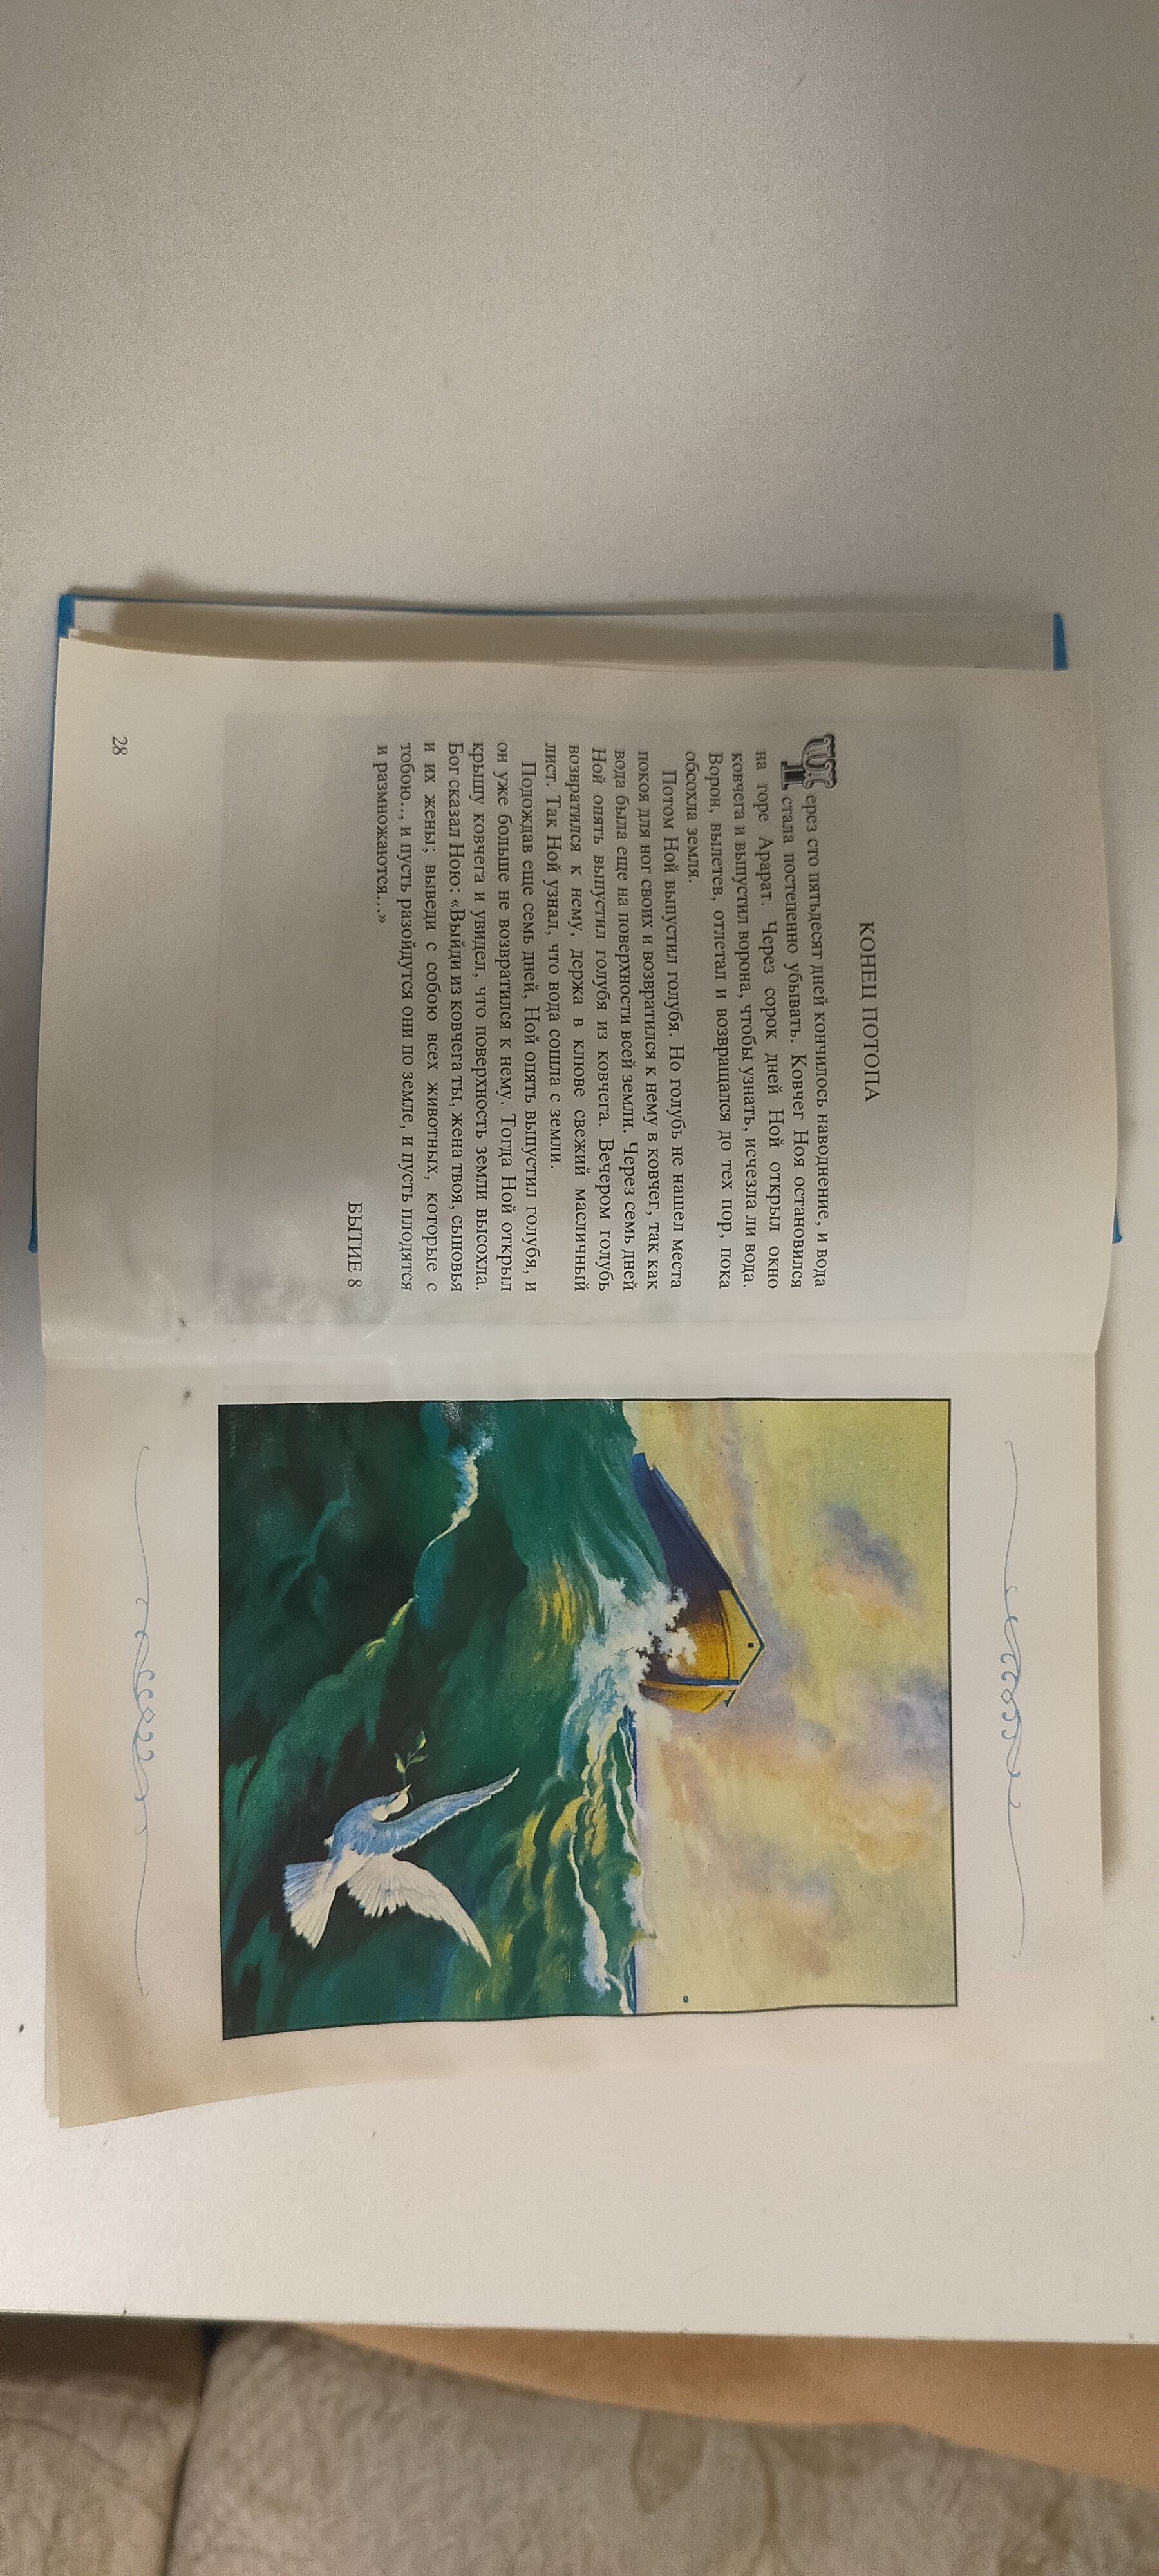 КОНЕЦ ПОТОПА
Через сто пятьдесят дней кончилось наводнение, и вода
стала постепенно убывать. Ковчег Ноя остановился
на горе Арарат. Через сорок дней Ной открыл окно
ковчега и выпустил ворона, чтобы узнать, исчезла ли вода.
Ворон, вылетев, отлетал и возвращался до тех пор, пока
обсохла земля.
Потом Ной выпустил голубя. Но голубь не нашел места
покоя для ног своих и возвратился к нему в ковчег, так как
вода была еще на поверхности всей земли. Через семь дней
Ной опять выпустил голубя из ковчега. Вечером голубь
возвратился к нему, держа в клюве свежий масличный
лист. Так Ной узнал, что вода сошла с земли.
Подождав еще семь дней, Ной опять выпустил голубя, и
он уже больше не возвратился к нему. Тогда Ной открыл
крышу ковчега и увидел, что поверхность земли высохла.
Бог сказал Ною: «Выйди из ковчега ты, жена твоя, сыновья
и их жены; выведи с собою всех животных, которые с
тобою.., и пусть разойдутся они по земле, и пусть плодятся
и размножаются...»
БЫТИЕ 8
28